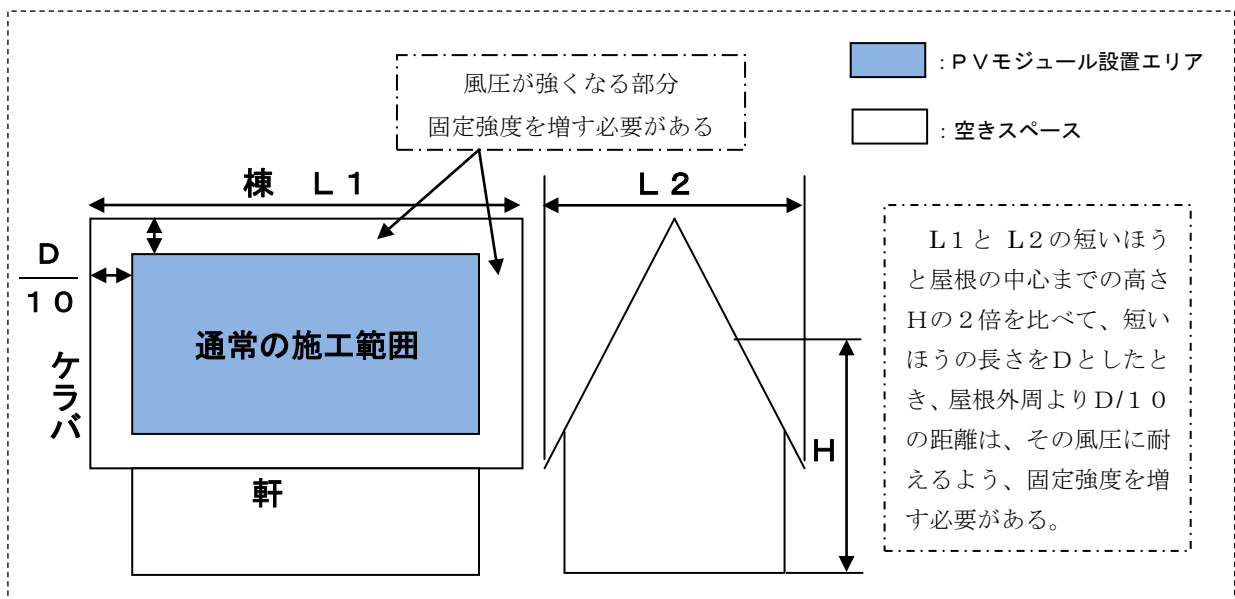 風圧が強くなる部分
固定強度を増す必要がある
:ＰＶモジュール設置エリア
:空きスペース
棟　Ｌ１
Ｌ２
Ｄ
１０
ケラバ
通常の施工範囲
軒
Ｈ
L１と L２の短いほう
と屋根の中心までの高さ
Hの２倍を比べて、短い
ほうの長さをＤとしたと
き、屋根外周よりＤ/１０
の距離は、その風圧に耐
えるよう、固定強度を増
す必要がある。